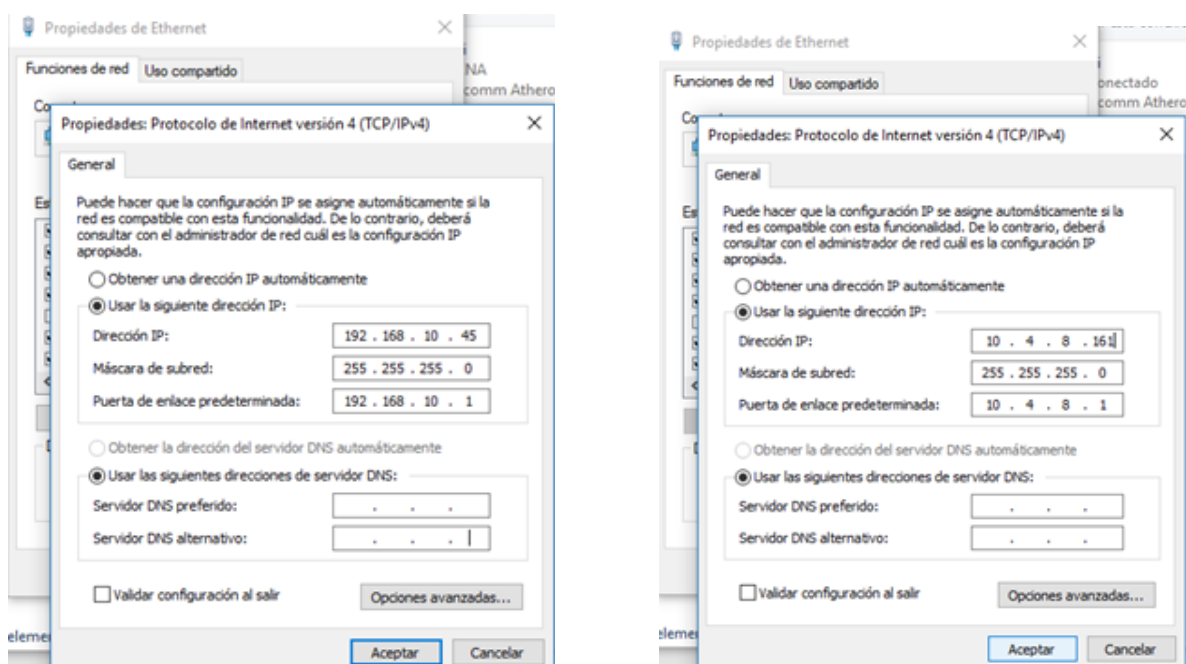 Propiedades de Ethernet
Funciones de red Uso compartido
Propiedades: Protocolo de Internet versión 4 (TCP/IPv4)
General
Puede hacer que la configuración IP se asigne automáticamente si la
red es compatible con esta funcionalidad. De lo contrario, deberá
consultar con el administrador de red cuál es la configuración IP
apropiada.
Obtener una dirección IP automáticamente
Usar la siguiente dirección IP:
Dirección IP: 192 . 168 . 10 . 45
Máscara de subred: 255 . 255 . 255 . 0
Puerta de enlace predeterminada: 192 . 168 . 10 . 1
Obtener la dirección del servidor DNS automáticamente
Usar las siguientes direcciones de servidor DNS:
Servidor DNS preferido: . . .
Servidor DNS alternativo: . . .
Validar configuración al salir Opciones avanzadas...
Aceptar Cancelar
Propiedades de Ethernet
Funciones de red Uso compartido
Propiedades: Protocolo de Internet versión 4 (TCP/IPv4)
General
Puede hacer que la configuración IP se asigne automáticamente si la
red es compatible con esta funcionalidad. De lo contrario, deberá
consultar con el administrador de red cuál es la configuración IP
apropiada.
Obtener una dirección IP automáticamente
Usar la siguiente dirección IP:
Dirección IP: 10 . 4 . 8 . 161
Máscara de subred: 255 . 255 . 255 . 0
Puerta de enlace predeterminada: 10 . 4 . 8 . 1
Obtener la dirección del servidor DNS automáticamente
Usar las siguientes direcciones de servidor DNS:
Servidor DNS preferido: . . .
Servidor DNS alternativo: . . .
Validar configuración al salir Opciones avanzadas...
Aceptar Cancelar